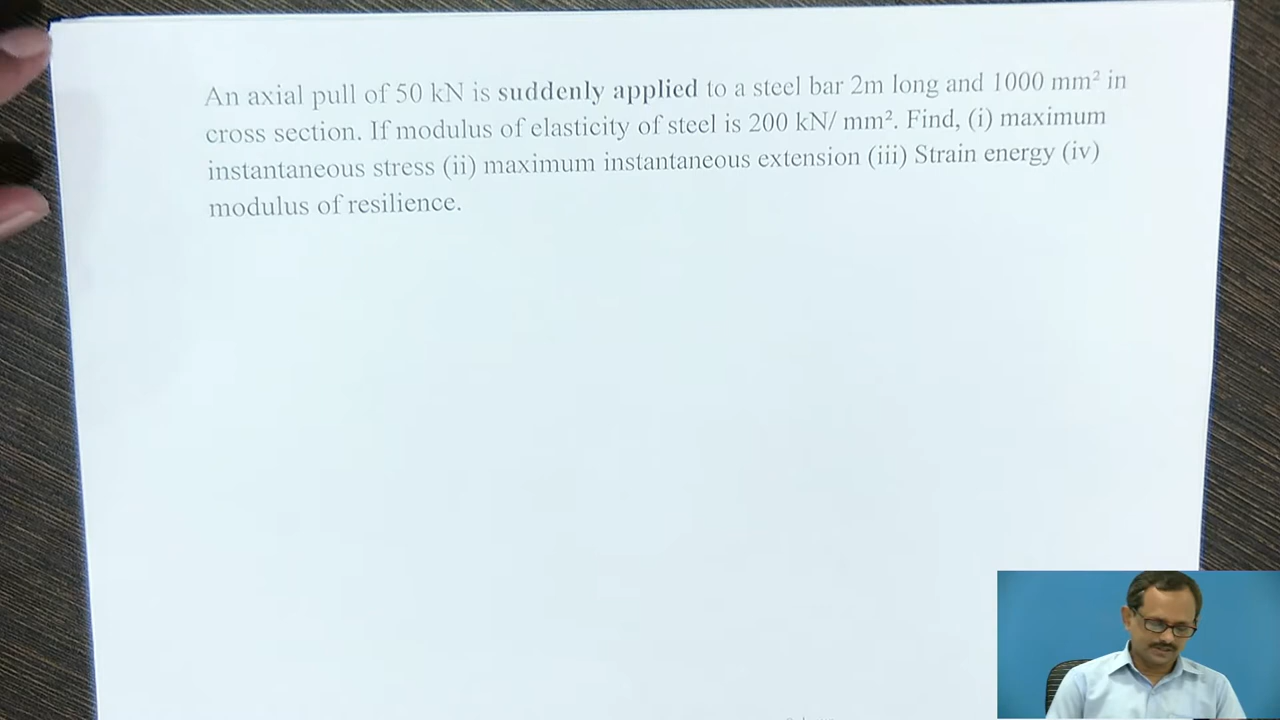 An axial pull of 50 kN is suddenly applied to a steel bar 2m long and 1000 mm² in
cross section. If modulus of elasticity of steel is 200 kN/ mm². Find, (i) maximum
instantaneous stress (ii) maximum instantaneous extension (iii) Strain energy (iv)
modulus of resilience.